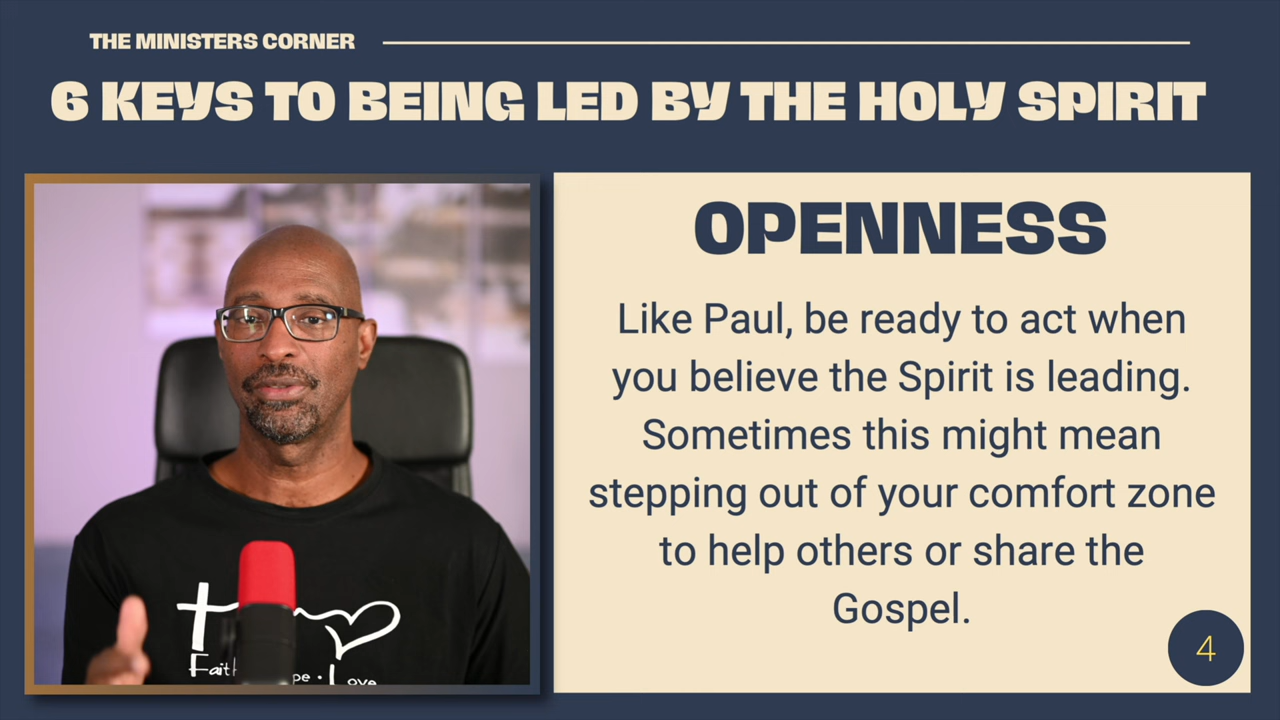 THE MINISTERS CORNER
6 KEYS TO BEING LED BY THE HOLY SPIRIT
OPENNESS
Like Paul, be ready to act when
you believe the Spirit is leading.
Sometimes this might mean
stepping out of your comfort zone
to help others or share the
Gospel.
4